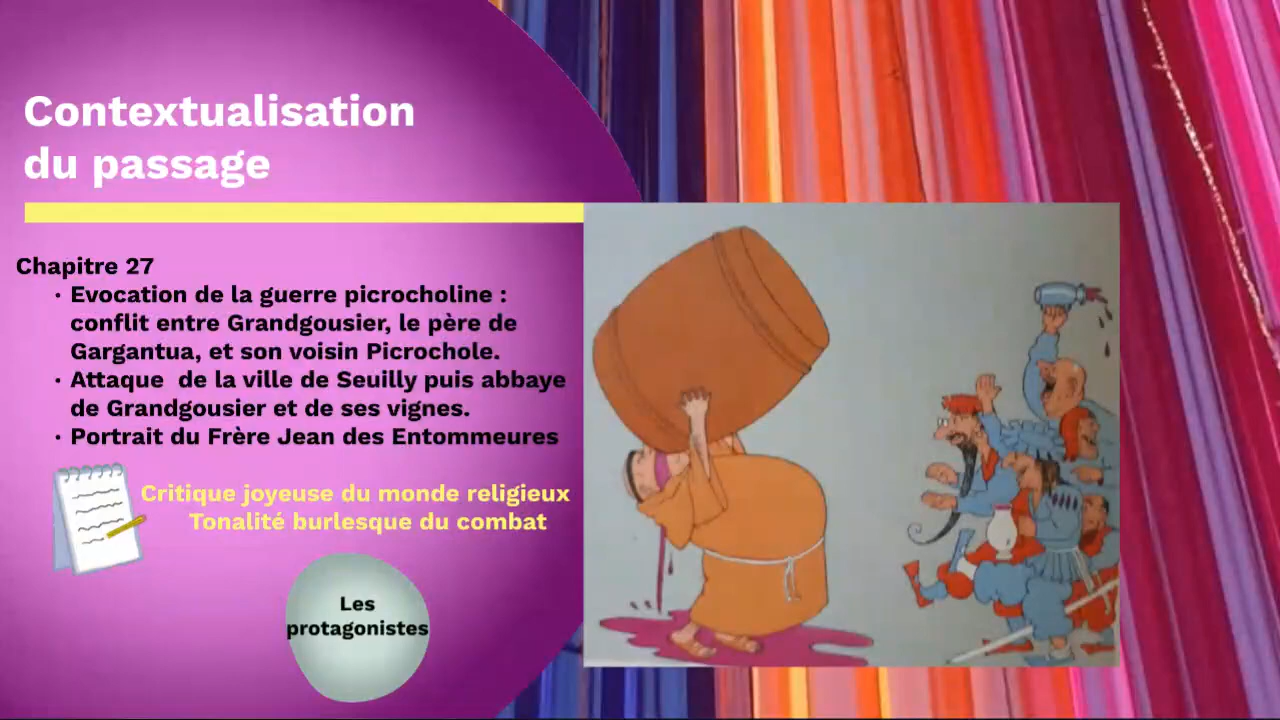 Contextualisation
du passage
Chapitre 27
• Evocation de la guerre picrocholine :
conflit entre Grandgousier, le père de
Gargantua, et son voisin Picrochole.
• Attaque  de la ville de Seuilly puis abbaye
de Grandgousier et de ses vignes.
• Portrait du Frère Jean des Entommeures
Critique joyeuse du monde religieux
Tonalité burlesque du combat
Les
protagonistes